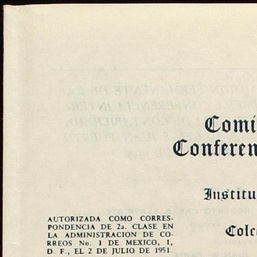 Comi
Conferen
Institu
Colc
AUTORIZADA COMO CORRES-
PONDENCIA DE 2a. CLASE EN
LA ADMINISTRACION DE CO-
RREOS No. 1 DE MEXICO, 1,
D. F., EL 2 DE JULIO DE 1951.